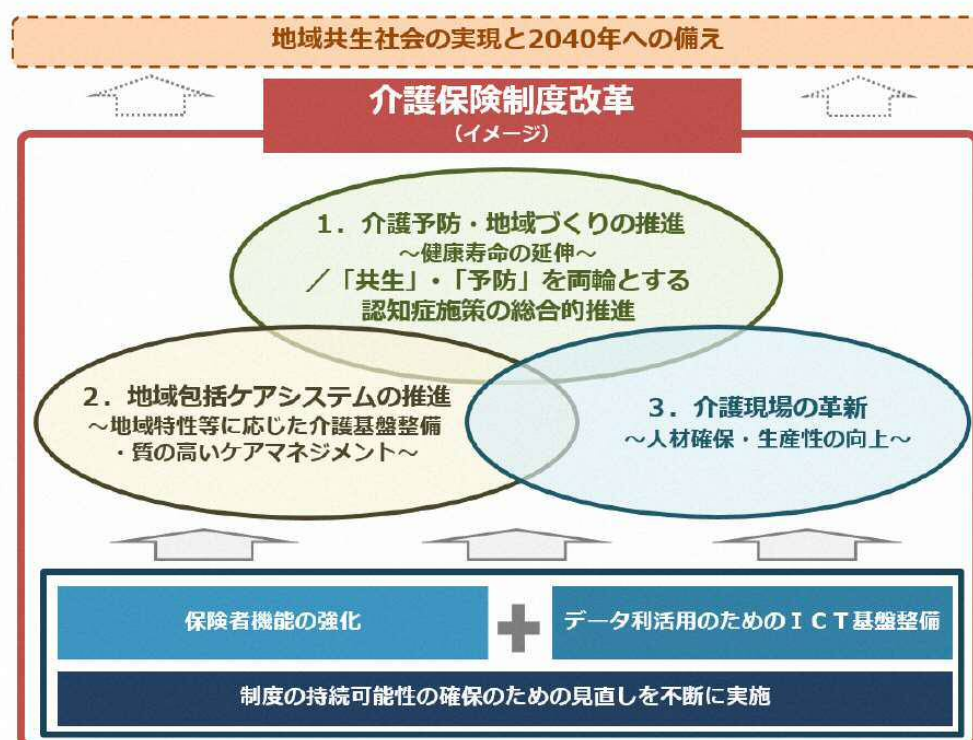 地域共生社会の実現と2040年への備え
介護保険制度改革
（イメージ）
１．介護予防・地域づくりの推進
～健康寿命の延伸～
／「共生」・「予防」を両輪とする
認知症施策の総合的推進
２．地域包括ケアシステムの推進
～地域特性等に応じた介護基盤整備
・質の高いケアマネジメント～
３．介護現場の革新
～人材確保・生産性の向上～
保険者機能の強化
データ利活用のためのＩＣＴ基盤整備
制度の持続可能性の確保のための見直しを不断に実施